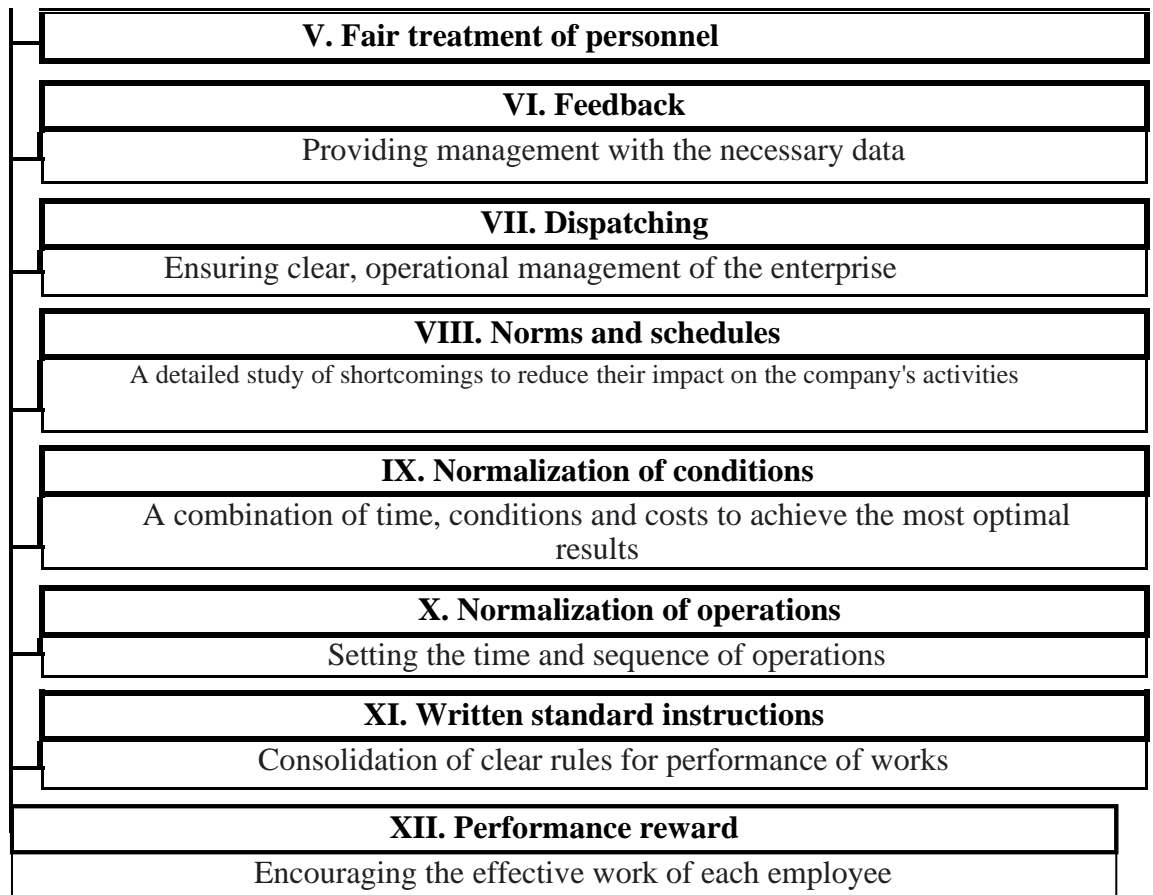 V. Fair treatment of personnel
VI. Feedback
Providing management with the necessary data
VII. Dispatching
Ensuring clear, operational management of the enterprise
VIII. Norms and schedules
A detailed study of shortcomings to reduce their impact on the company's activities
IX. Normalization of conditions
A combination of time, conditions and costs to achieve the most optimal
results
X. Normalization of operations
Setting the time and sequence of operations
XI. Written standard instructions
Consolidation of clear rules for performance of works
XII. Performance reward
Encouraging the effective work of each employee